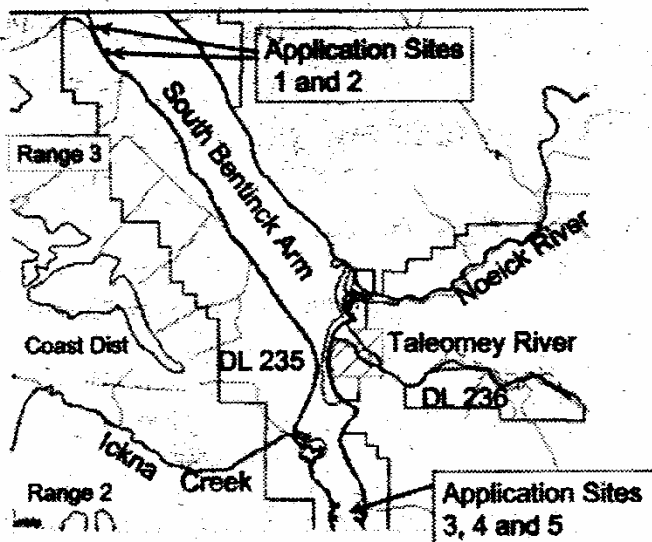 Application Sites
1 and 2
South Bentinck Arm
Range 3
Noeick River
Coast Dist
DL 235
Taleomey River
DL 236
Ickna
Creek
Range 2
Application Sites
3, 4 and 5